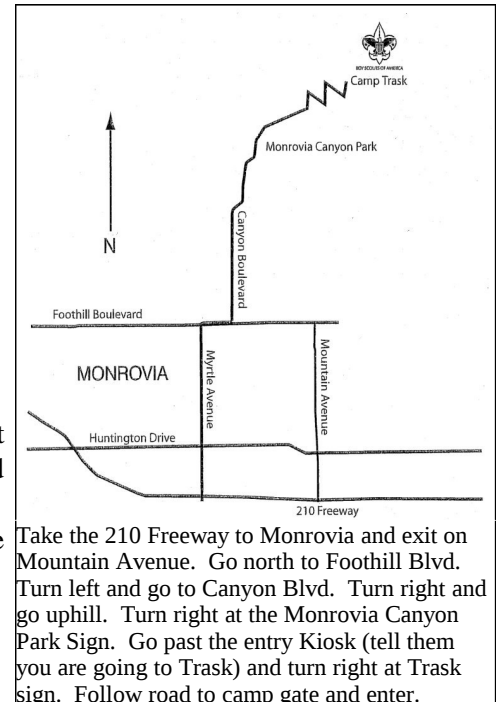 BOY SCOUTS OF AMERICA
Camp Trask
Monrovia Canyon Park
N
Canyon Boulevard
Foothill Boulevard
MONROVIA
Myrtle Avenue
Mountain Avenue
Huntington Drive
210 Freeway
Take the 210 Freeway to Monrovia and exit on
Mountain Avenue. Go north to Foothill Blvd.
Turn left and go to Canyon Blvd. Turn right and
go uphill. Turn right at the Monrovia Canyon
Park Sign. Go past the entry Kiosk (tell them
you are going to Trask) and turn right at Trask
sign. Follow road to camp gate and enter.